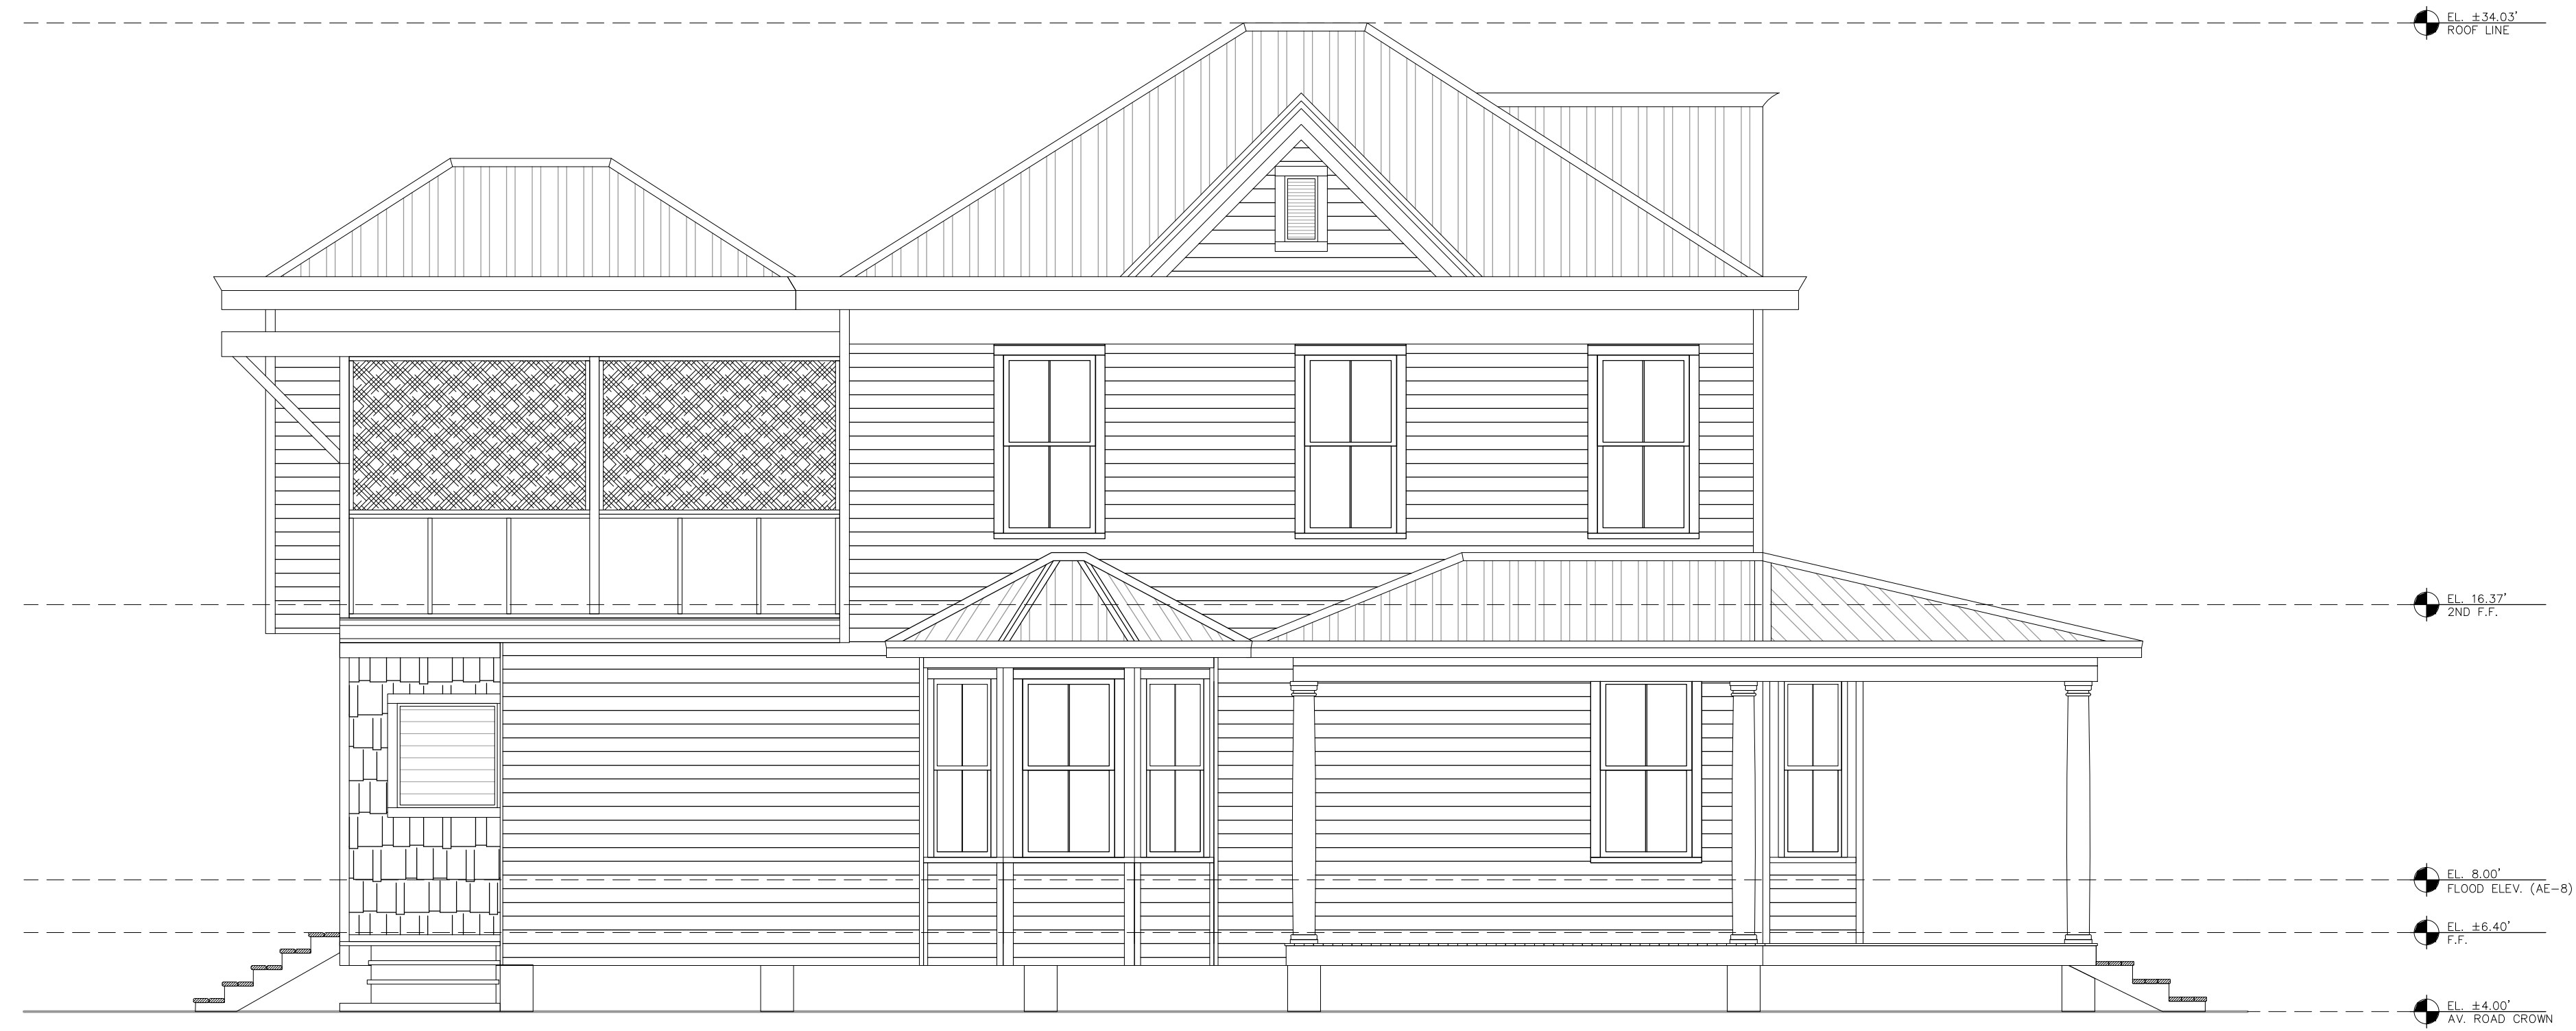 EL. ±34.03'
ROOF LINE
EL. 16.37'
2ND F.F.
EL. 8.00'
FLOOD ELEV. (AE-8)
EL. ±6.40'
F.F.
EL. ±4.00'
AV. ROAD CROWN